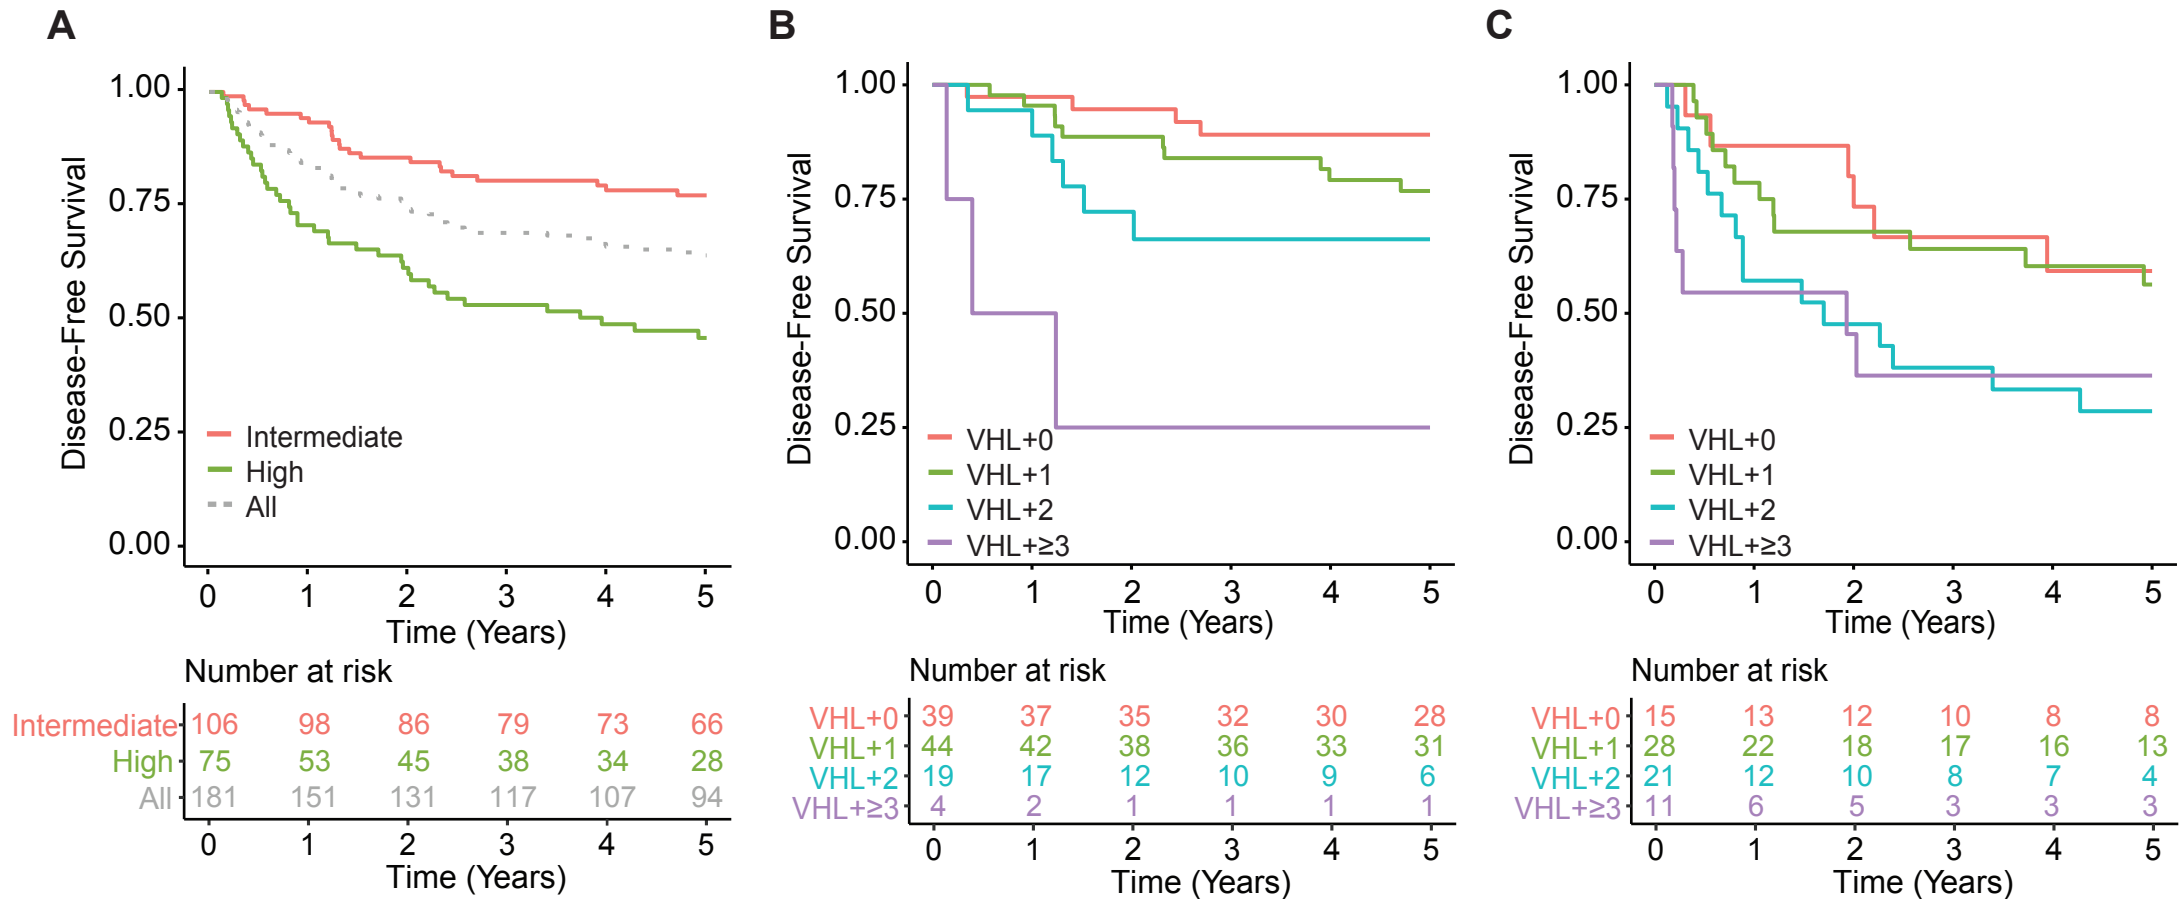 A
Disease-Free Survival
1.00
0.75
0.50
0.25
0.00
Intermediate
High
All
0 1 2 3 4 5
Time (Years)
Number at risk
Intermediate 106 98 86 79 73 66
High 75 53 45 38 34 28
All 181 151 131 117 107 94
0 1 2 3 4 5
Time (Years)
B
Disease-Free Survival
1.00
0.75
0.50
0.25
0.00
VHL+0
VHL+1
VHL+2
VHL+≥3
0 1 2 3 4 5
Time (Years)
Number at risk
VHL+0 39 37 35 32 30 28
VHL+1 44 42 38 36 33 31
VHL+2 19 17 12 10 9 6
VHL+≥3 4 2 1 1 1 1
0 1 2 3 4 5
Time (Years)
C
Disease-Free Survival
1.00
0.75
0.50
0.25
0.00
VHL+0
VHL+1
VHL+2
VHL+≥3
0 1 2 3 4 5
Time (Years)
Number at risk
VHL+0 15 13 12 10 8 8
VHL+1 28 22 18 17 16 13
VHL+2 21 12 10 8 7 4
VHL+≥3 11 6 5 3 3 3
0 1 2 3 4 5
Time (Years)